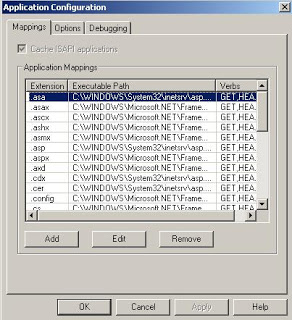 Application Configuration
Mappings Options Debugging
Cache ISAPI applications
Application Mappings
Extension Executable Path Verbs
.asa C:\WINDOWS\System32\inetsrv\asp.... GET,HEA.
.asax C:\WINDOWS\Microsoft.NET\Frame... GET,HEA.
.ascx C:\WINDOWS\Microsoft.NET\Frame... GET,HEA.
.ashx C:\WINDOWS\Microsoft.NET\Frame... GET,HEA.
.asmx C:\WINDOWS\Microsoft.NET\Frame... GET,HEA.
.asp C:\WINDOWS\System32\inetsrv\asp.... GET,HEA.
.aspx C:\WINDOWS\Microsoft.NET\Frame... GET,HEA.
.axd C:\WINDOWS\Microsoft.NET\Frame... GET,HEA.
.cdx C:\WINDOWS\System32\inetsrv\asp.... GET,HEA.
.cer C:\WINDOWS\System32\inetsrv\asp.... GET,HEA.
.config C:\WINDOWS\Microsoft.NET\Frame... GET,HEA.
.cs C:\WINDOWS\Microsoft.NET\Frame... GET,HEA.
Add Edit Remove
OK Cancel Apply Help